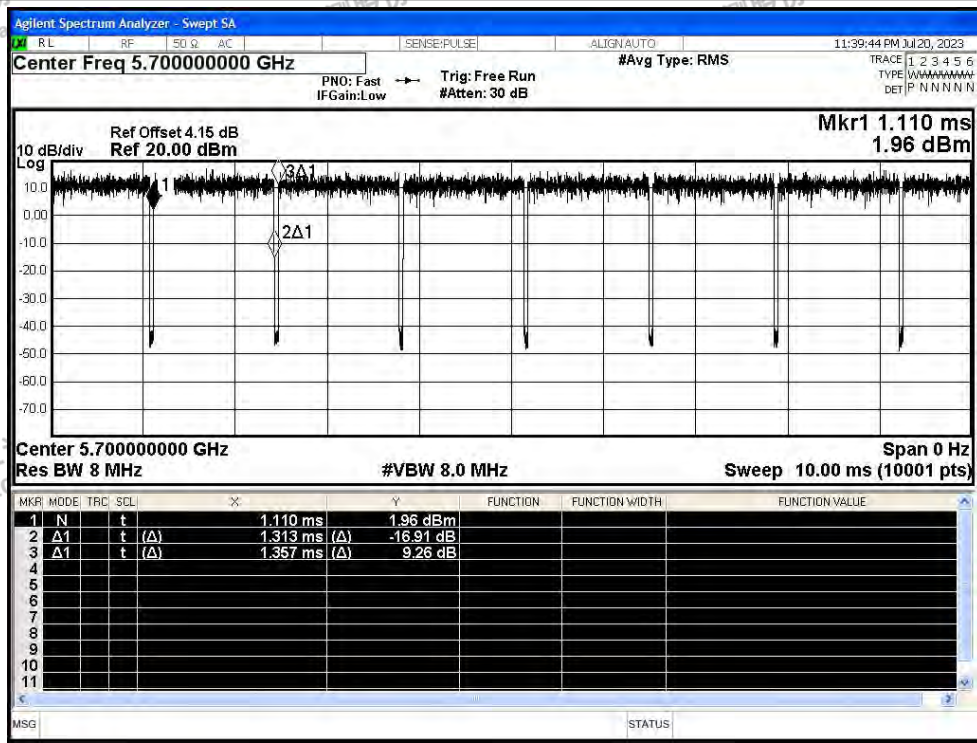 Agilent Spectrum Analyzer - Swept SA
RL RF 50 Ω AC SENSE:PULSE ALIGNAUTO 11:39:44 PM Jul 20, 2023
Center Freq 5.700000000 GHz #Avg Type: RMS TRACE 1 2 3 4 5 6
PNO: Fast Trig: Free Run TYPE
IFGain:Low #Atten: 30 dB DET P N N N N N
Mkr1 1.110 ms
Ref Offset 4.15 dB
10 dB/div Ref 20.00 dBm 1.96 dBm
Log
3Δ1
10.0 1
0.00
2Δ1
-10.0
-20.0
-30.0
-40.0
-50.0
-60.0
-70.0
Center 5.700000000 GHz Span 0 Hz
Res BW 8 MHz #VBW 8.0 MHz Sweep 10.00 ms (10001 pts)
MKR MODE TRC SCL X Y FUNCTION FUNCTION WIDTH FUNCTION VALUE
1 N t 1.110 ms 1.96 dBm
2 Δ1 t (Δ) 1.313 ms (Δ) -16.91 dB
3 Δ1 t (Δ) 1.357 ms (Δ) 9.26 dB
4
5
6
7
8
9
10
11
MSG STATUS